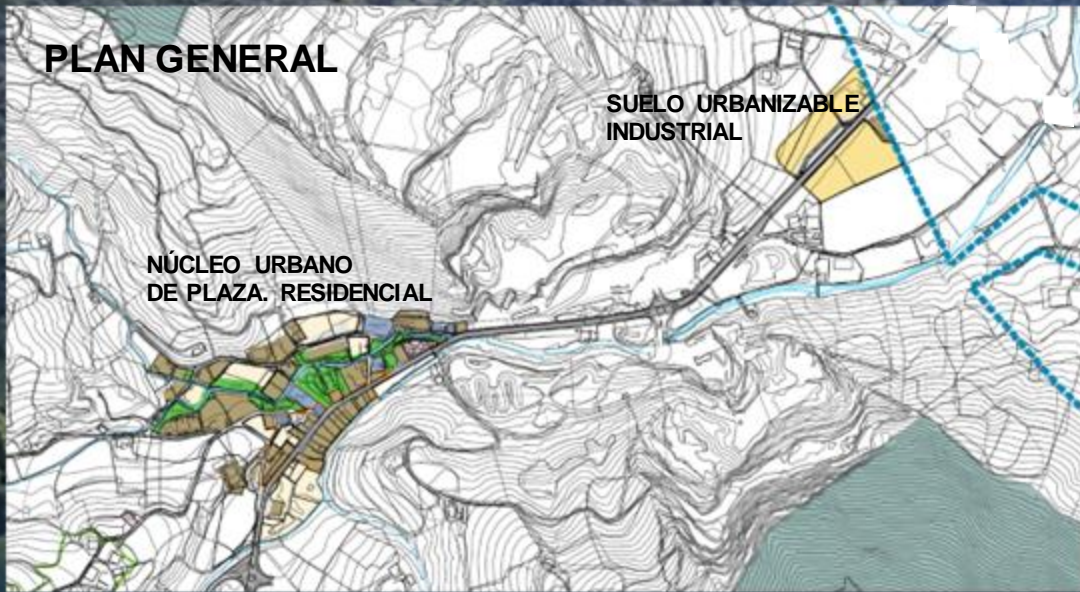 PLAN GENERAL
SUELO URBANIZABLE
INDUSTRIAL
NÚCLEO URBANO
DE PLAZA. RESIDENCIAL